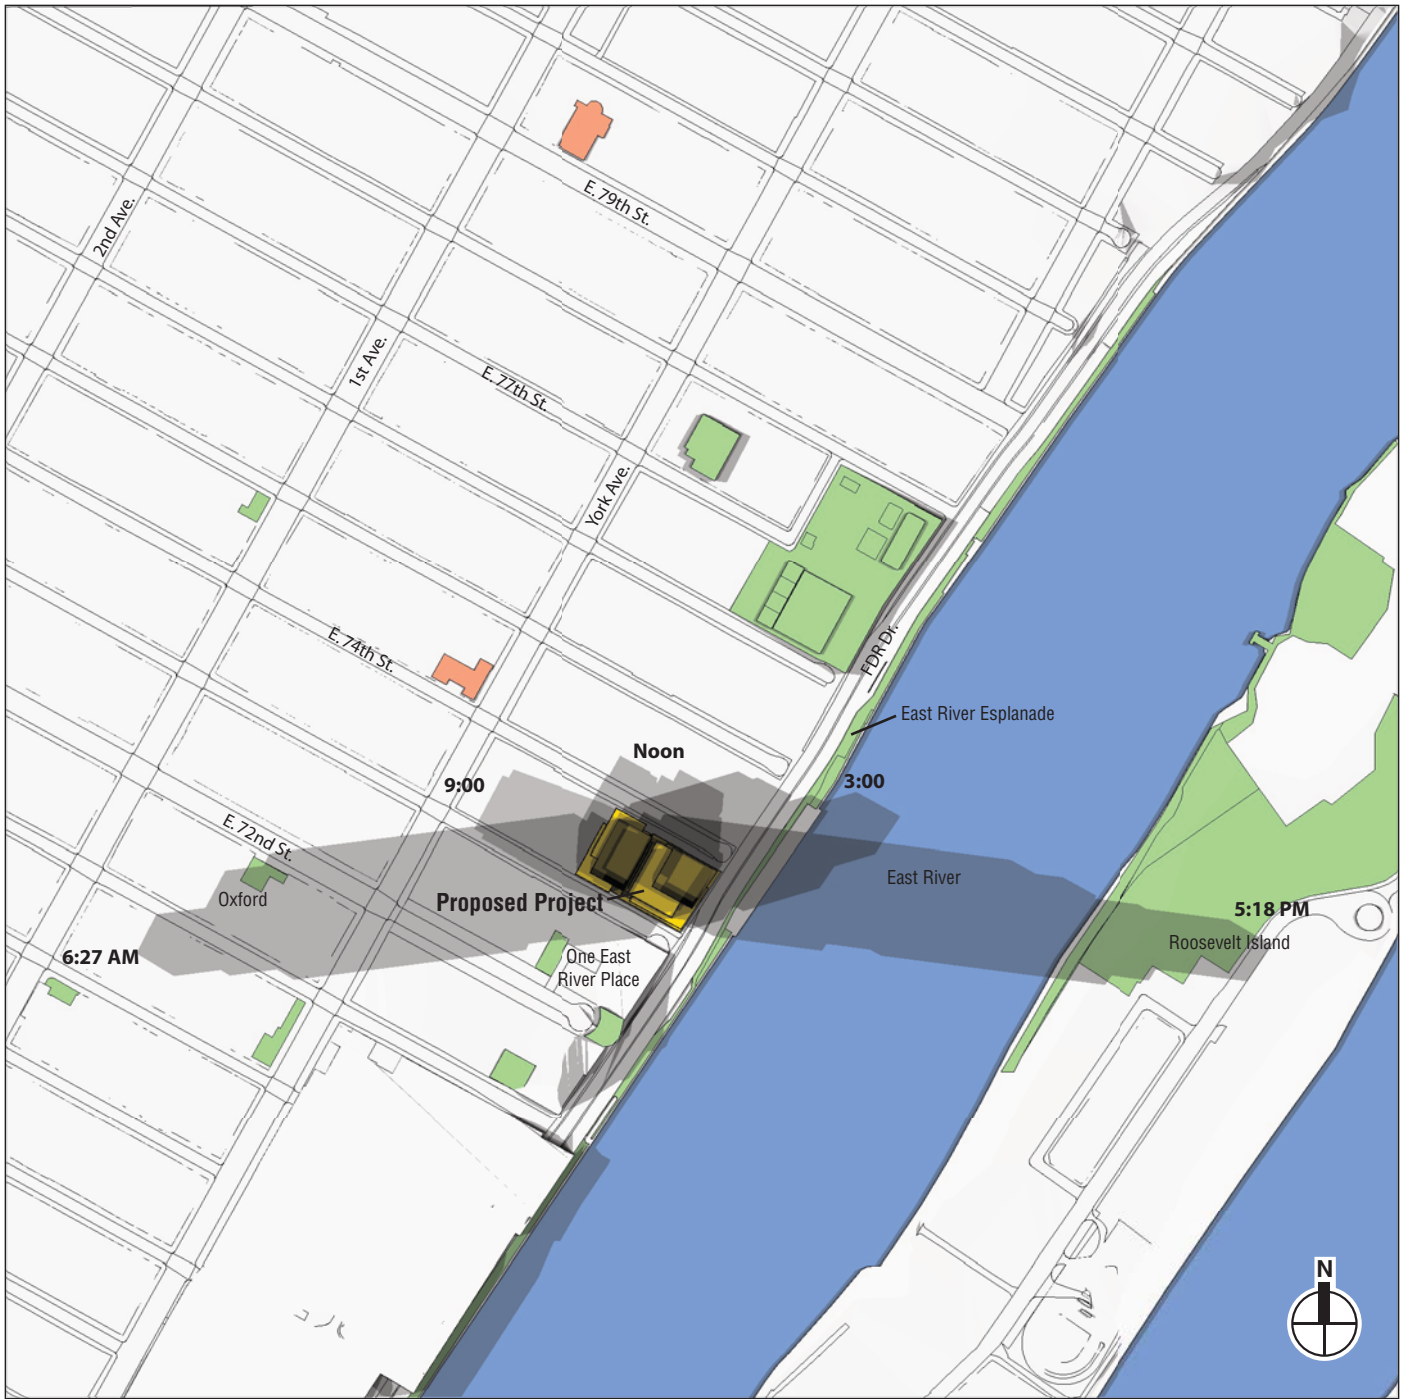 E. 79th St.
2nd Ave.
1st Ave.
E. 77th St.
York Ave.
E. 74th St.
FDR Dr.
East River Esplanade
Noon
9:00
3:00
E. 72nd St.
Oxford
East River
Proposed Project
5:18 PM
Roosevelt Island
6:27 AM
One East
River Place
N